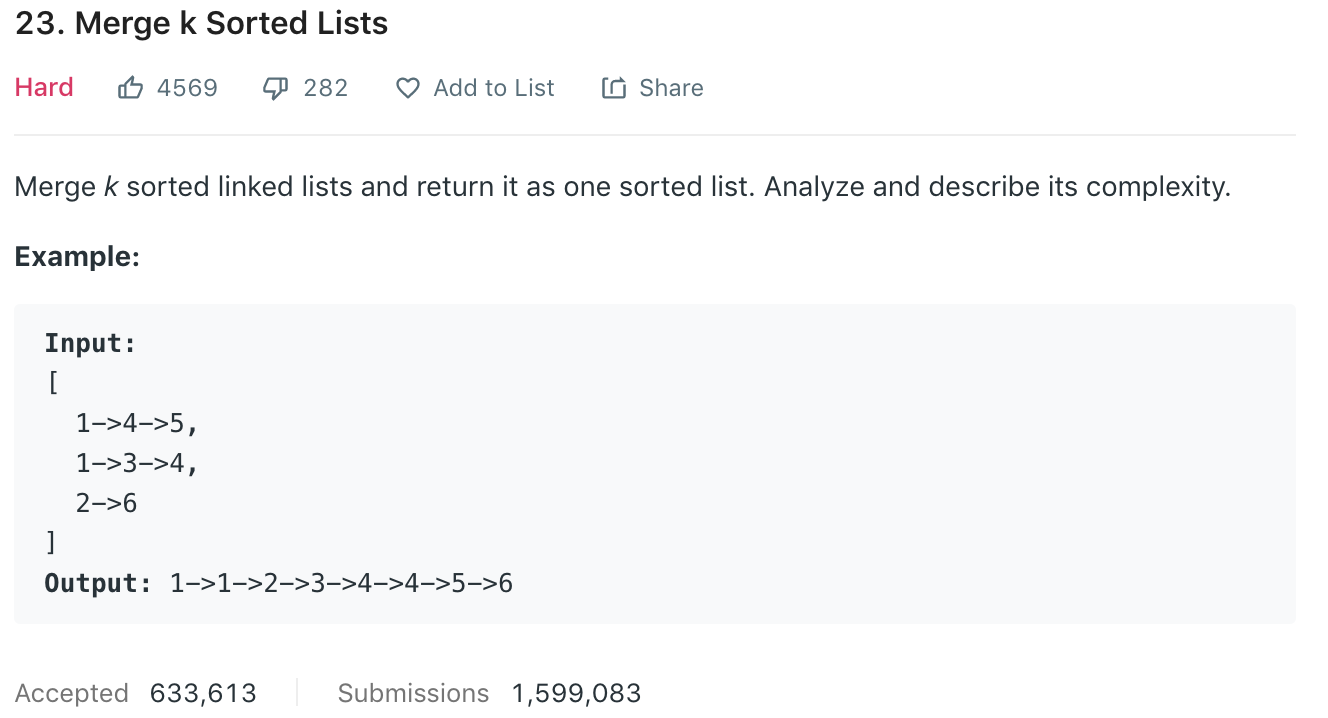 23. Merge k Sorted Lists
Hard 4569 282 Add to List Share
Merge k sorted linked lists and return it as one sorted list. Analyze and describe its complexity.
Example:
Input:
[
  1->4->5,
  1->3->4,
  2->6
]
Output: 1->1->2->3->4->4->5->6
Accepted 633,613 Submissions 1,599,083